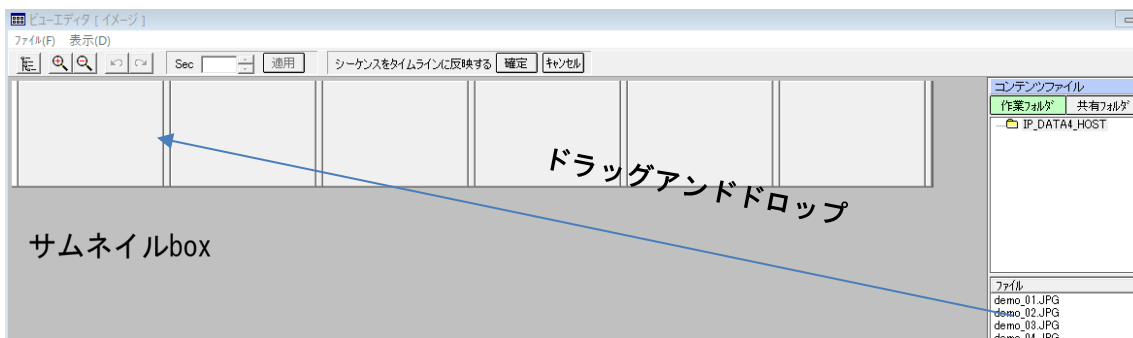 ビューエディタ [ イメージ ]
ファイル(F) 表示(D)
Sec 適用 シーケンスをタイムラインに反映する 確定 キャンセル
コンテンツファイル
作業フォルダ 共有フォルダ
IP_DATA4_HOST
ドラッグアンドドロップ
サムネイルbox
ファイル
demo_01.JPG
demo_02.JPG
demo_03.JPG
demo_04.JPG